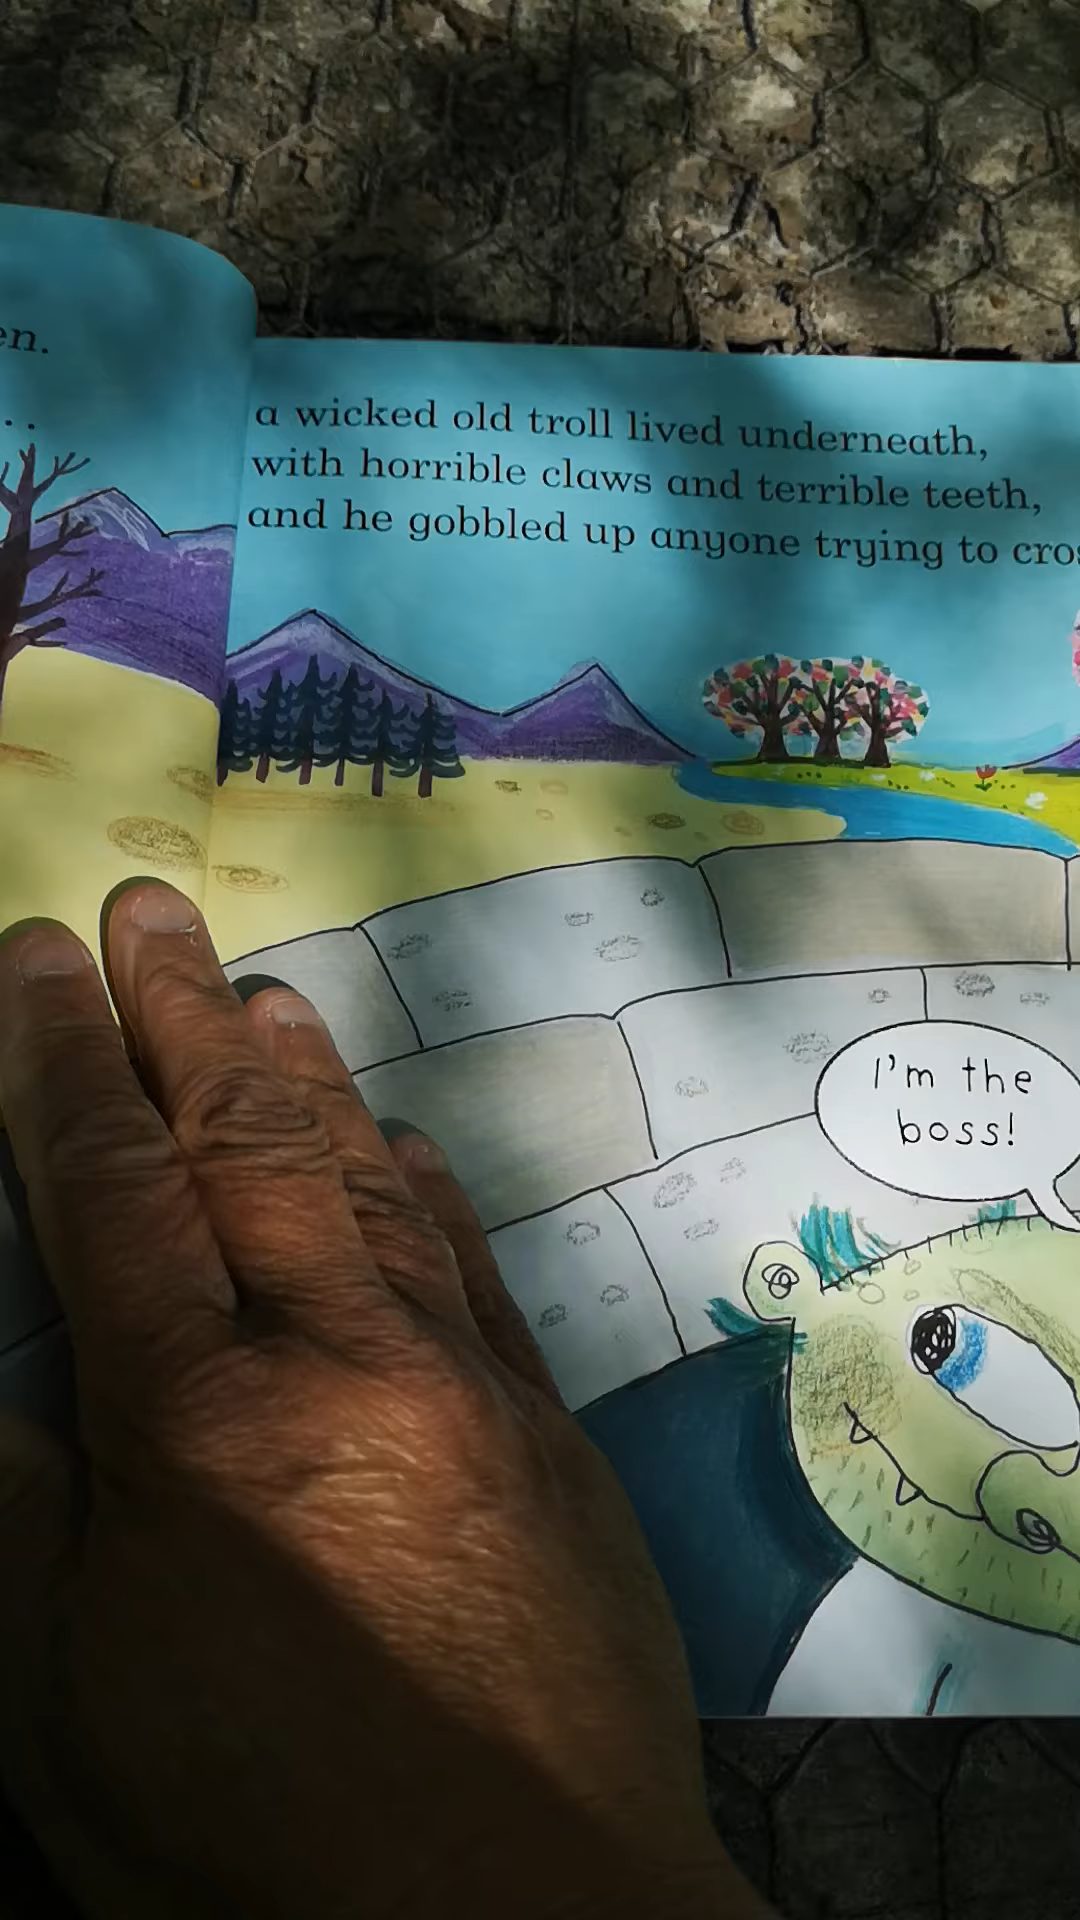 en.
. .
a wicked old troll lived underneath,
with horrible claws and terrible teeth,
and he gobbled up anyone trying to
I'm the
boss!